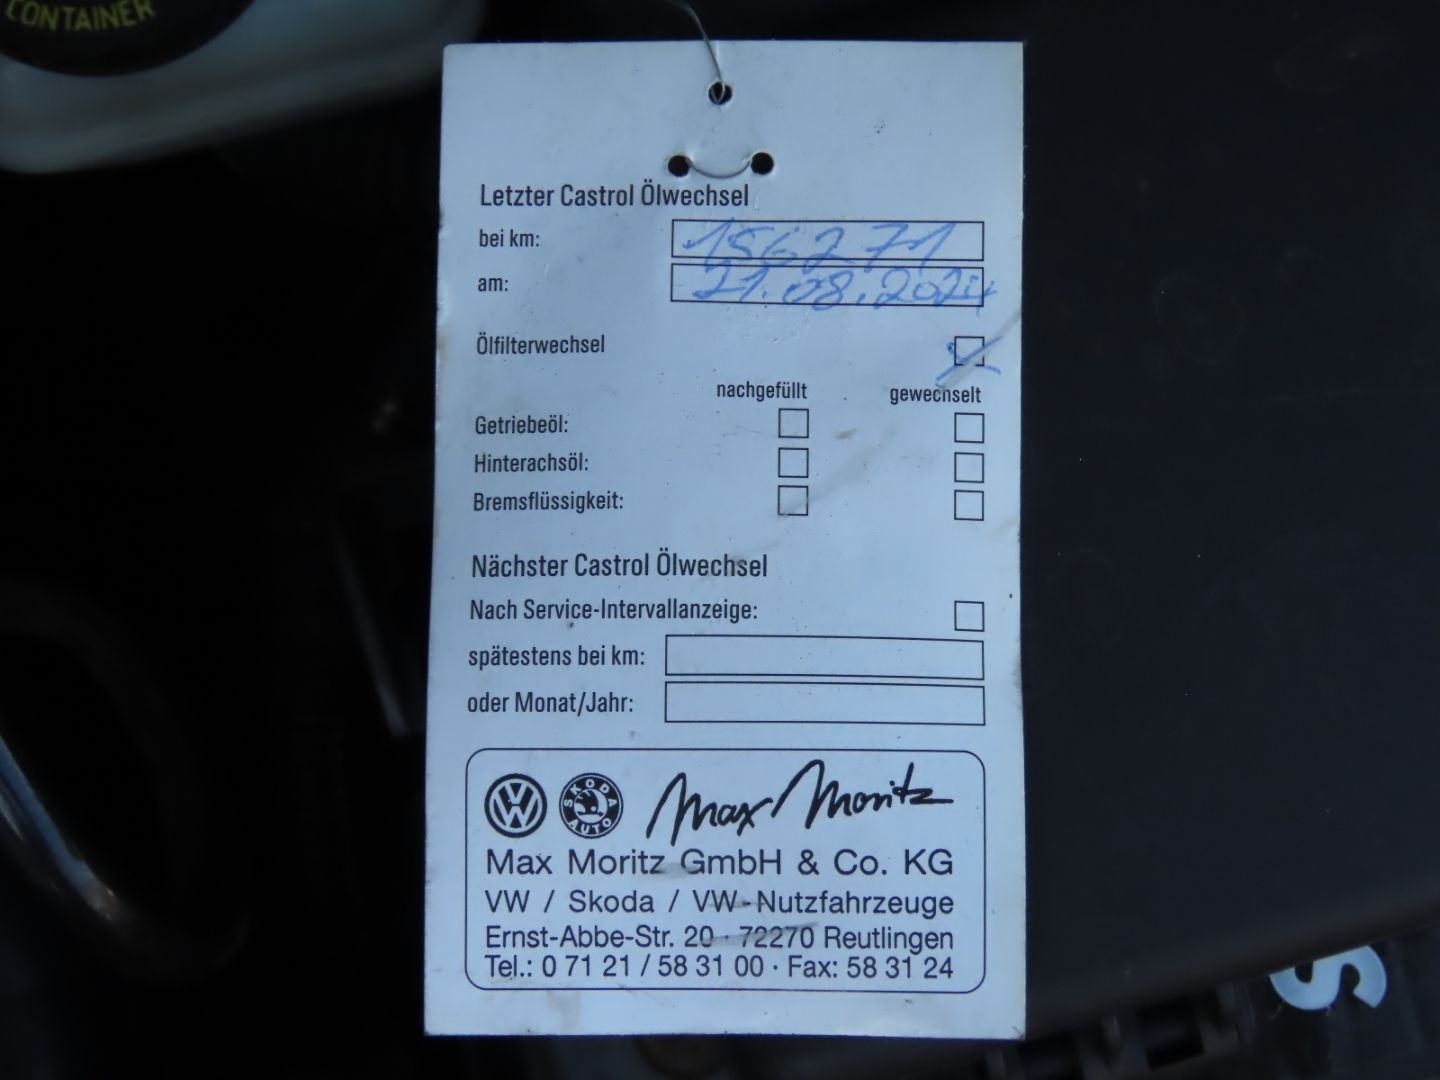 CONTAINER
Letzter Castrol Ölwechsel
bei km: 156271
am: 21.08.2024
Ölfilterwechsel
nachgefüllt gewechselt
Getriebeöl:
Hinterachsöl:
Bremsflüssigkeit:
Nächster Castrol Ölwechsel
Nach Service-Intervallanzeige:
spätestens bei km:
oder Monat/Jahr:
VW SKODA AUTO Max Moritz
Max Moritz GmbH & Co. KG
VW / Skoda / VW-Nutzfahrzeuge
Ernst-Abbe-Str. 20 · 72270 Reutlingen
Tel.: 0 71 21 / 58 31 00 · Fax: 58 31 24
S